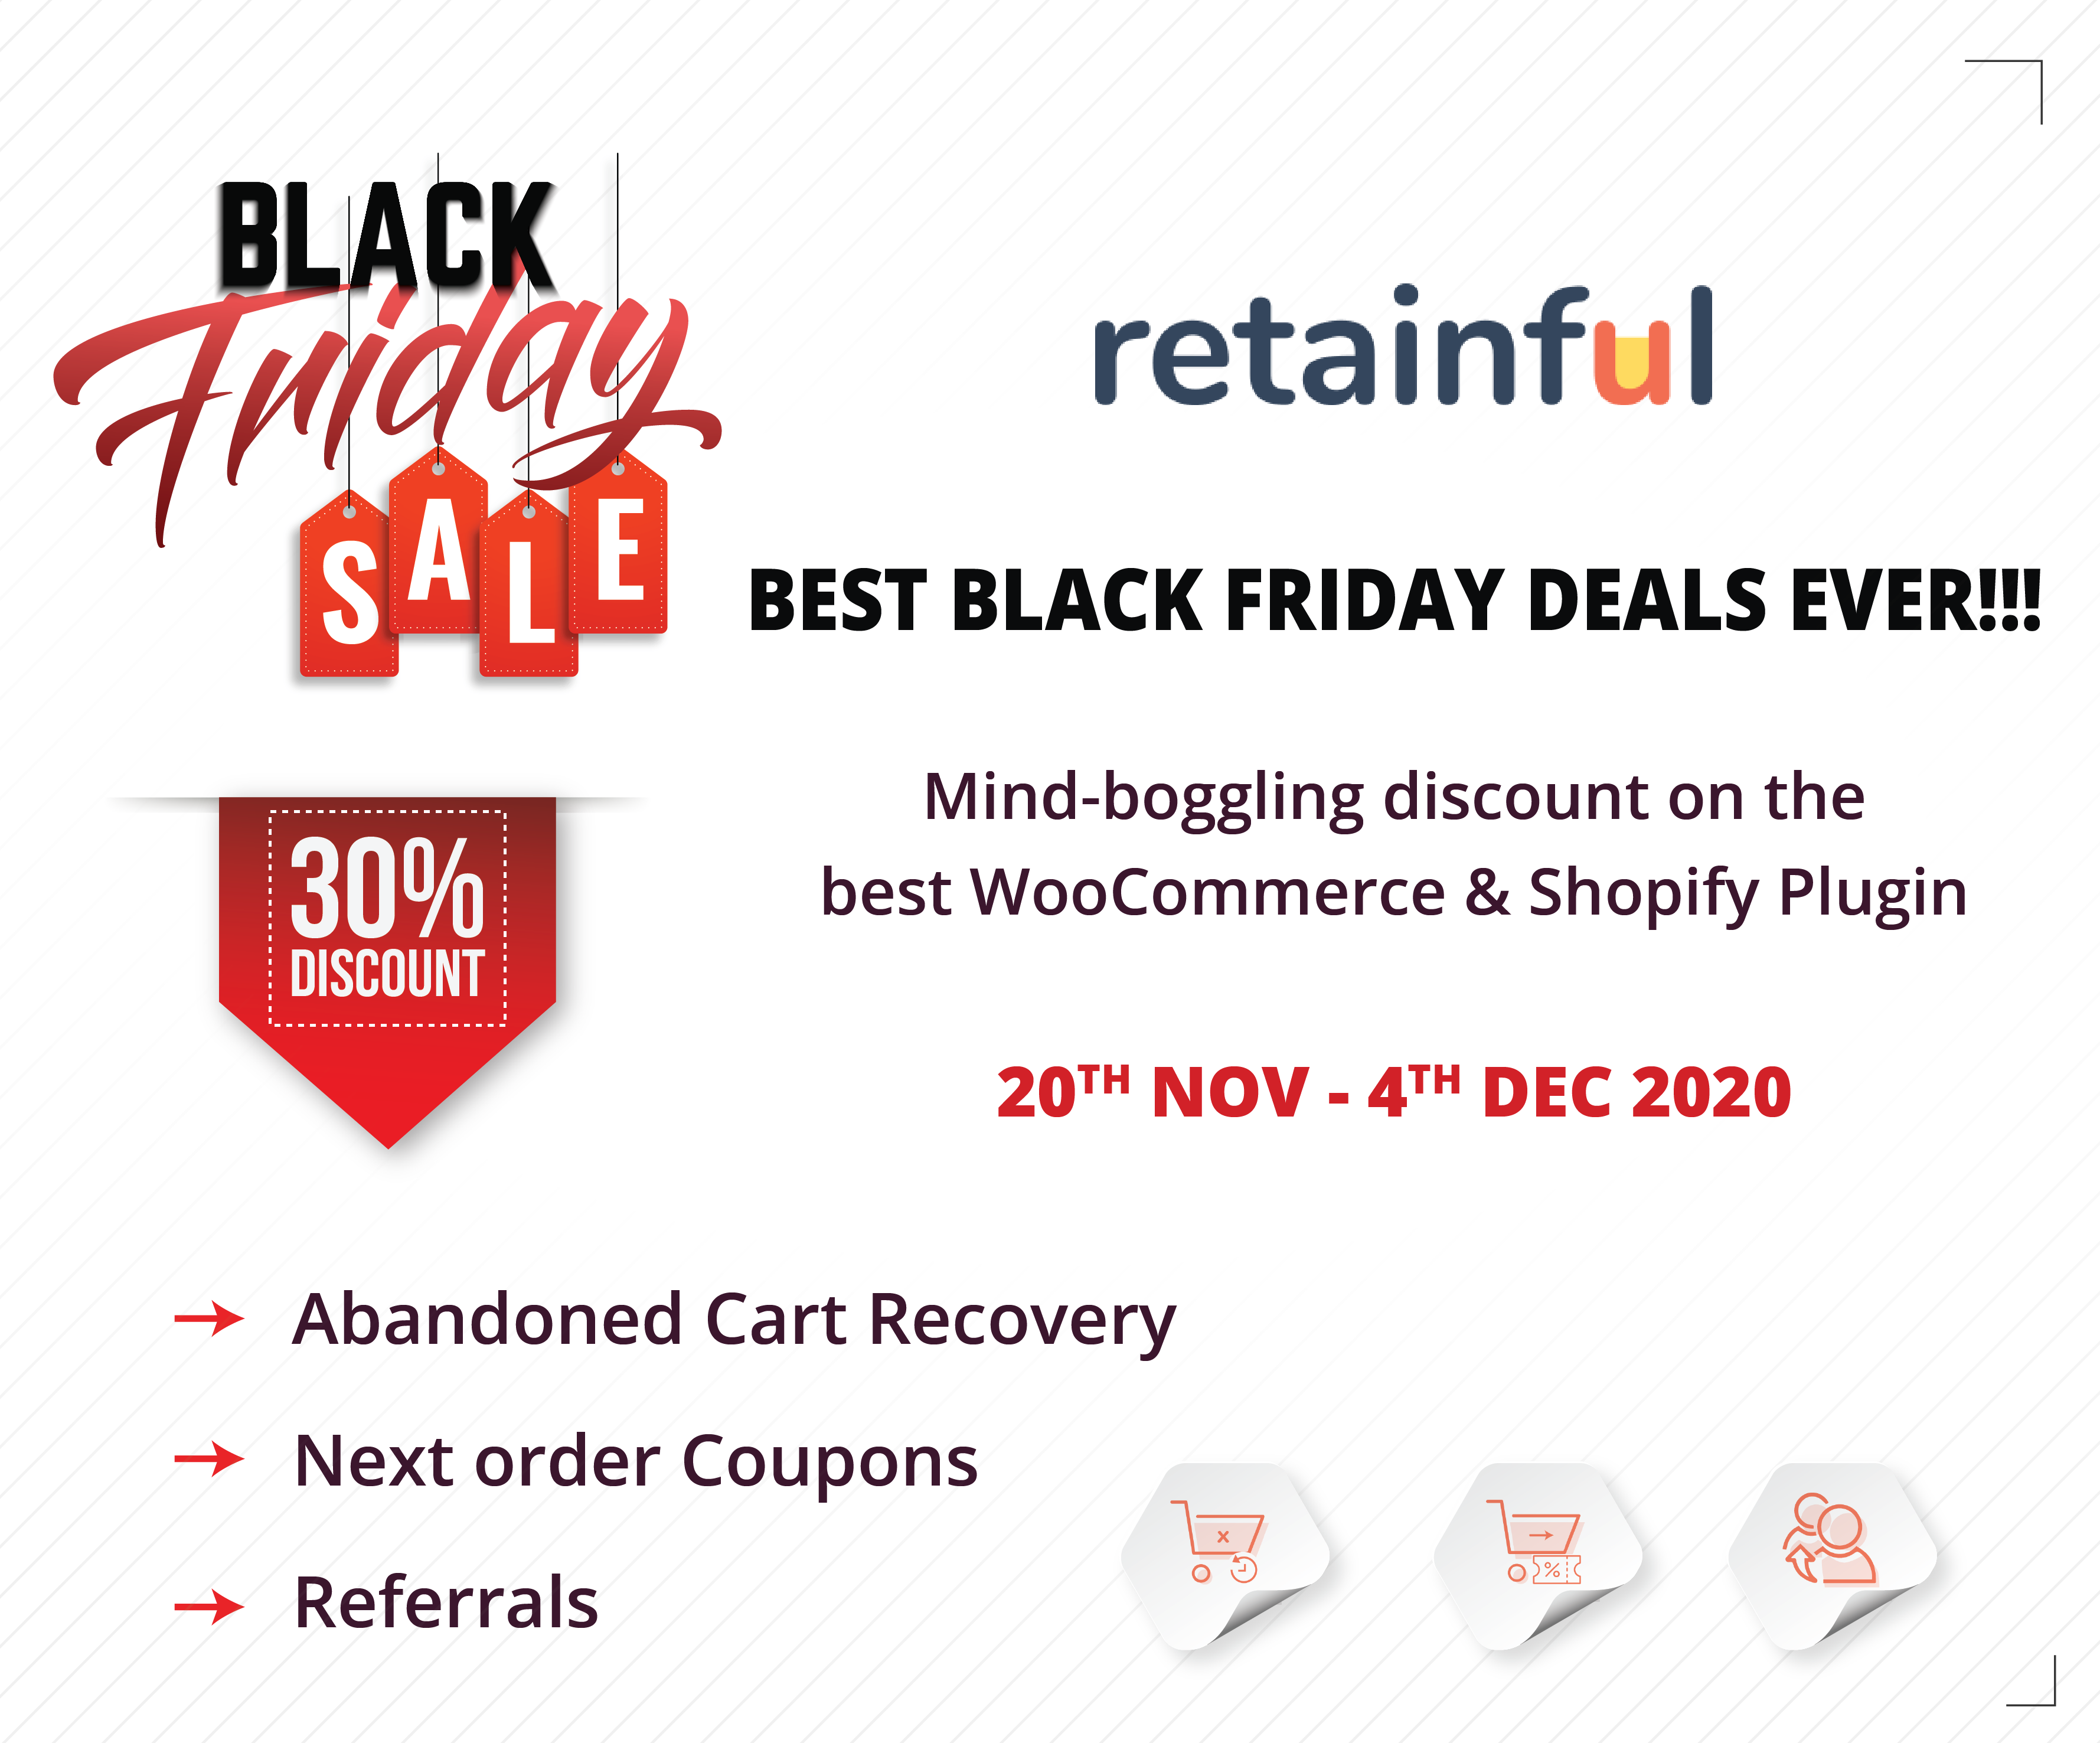 BLACK
Friday
SALE
retainful
BEST BLACK FRIDAY DEALS EVER!!!
Mind-boggling discount on the
best WooCommerce & Shopify Plugin
30%
DISCOUNT
20TH NOV - 4TH DEC 2020
Abandoned Cart Recovery
Next order Coupons
Referrals